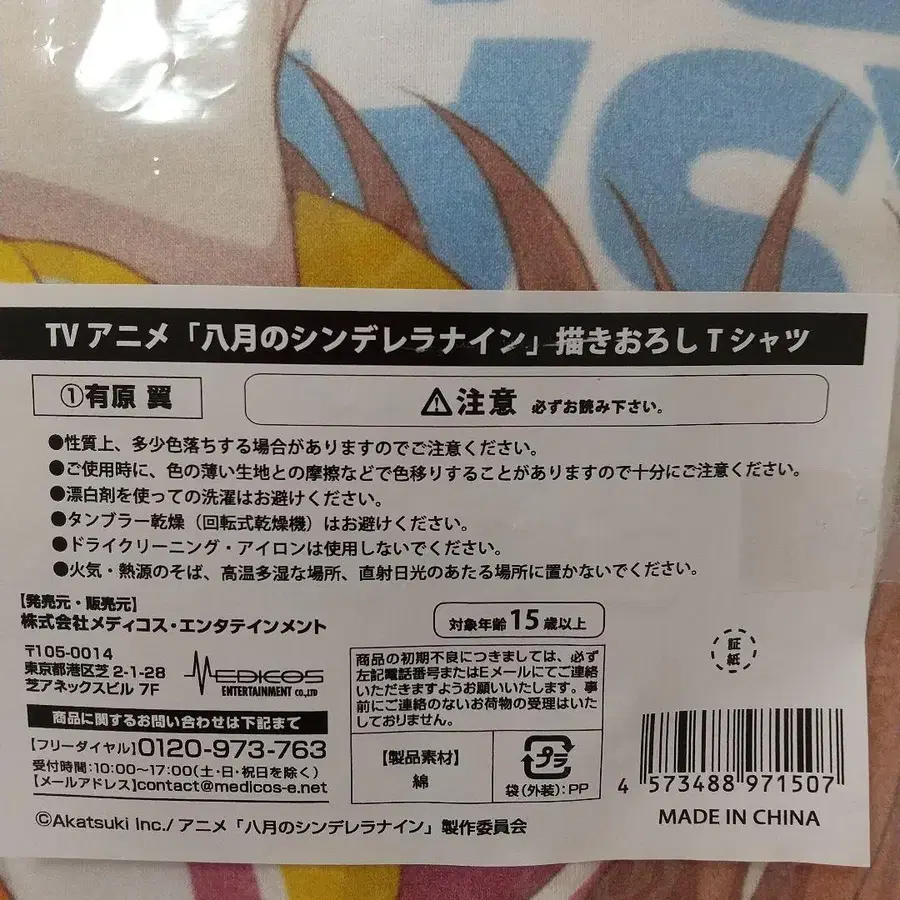 TVアニメ「八月のシンデレラナイン」描きおろしTシャツ
①有原 翼
⚠注意 必ずお読み下さい。
●性質上、多少色落ちする場合がありますのでご注意ください。
●ご使用時に、色の薄い生地との摩擦などで色移りすることがありますので十分にご注意ください。
●漂白剤を使っての洗濯はお避けください。
●タンブラー乾燥（回転式乾燥機）はお避けください。
●ドライクリーニング・アイロンは使用しないでください。
●火気・熱源のそば、高温多湿な場所、直射日光のあたる場所に置かないでください。
【発売元・販売元】
株式会社メディコス・エンタテインメント
〒105-0014
東京都港区芝2-1-28
芝アネックスビル 7F
MEDICOS
ENTERTAINMENT CO.,LTD
商品に関するお問い合わせは下記まで
【フリーダイヤル】0120-973-763
受付時間:10:00～17:00(土・日・祝日を除く)
【メールアドレス】contact@medicos-e.net
対象年齢15歳以上
商品の初期不良につきましては、必ず
左記電話番号またはEメールにてご連絡
いただきますようお願いいたします。事
前にご連絡のないお荷物の受理はいた
しておりません。
【製品素材】
綿
プラ
袋(外装):PP
証
紙
4 573488 971507
MADE IN CHINA
©Akatsuki Inc./ アニメ「八月のシンデレラナイン」製作委員会